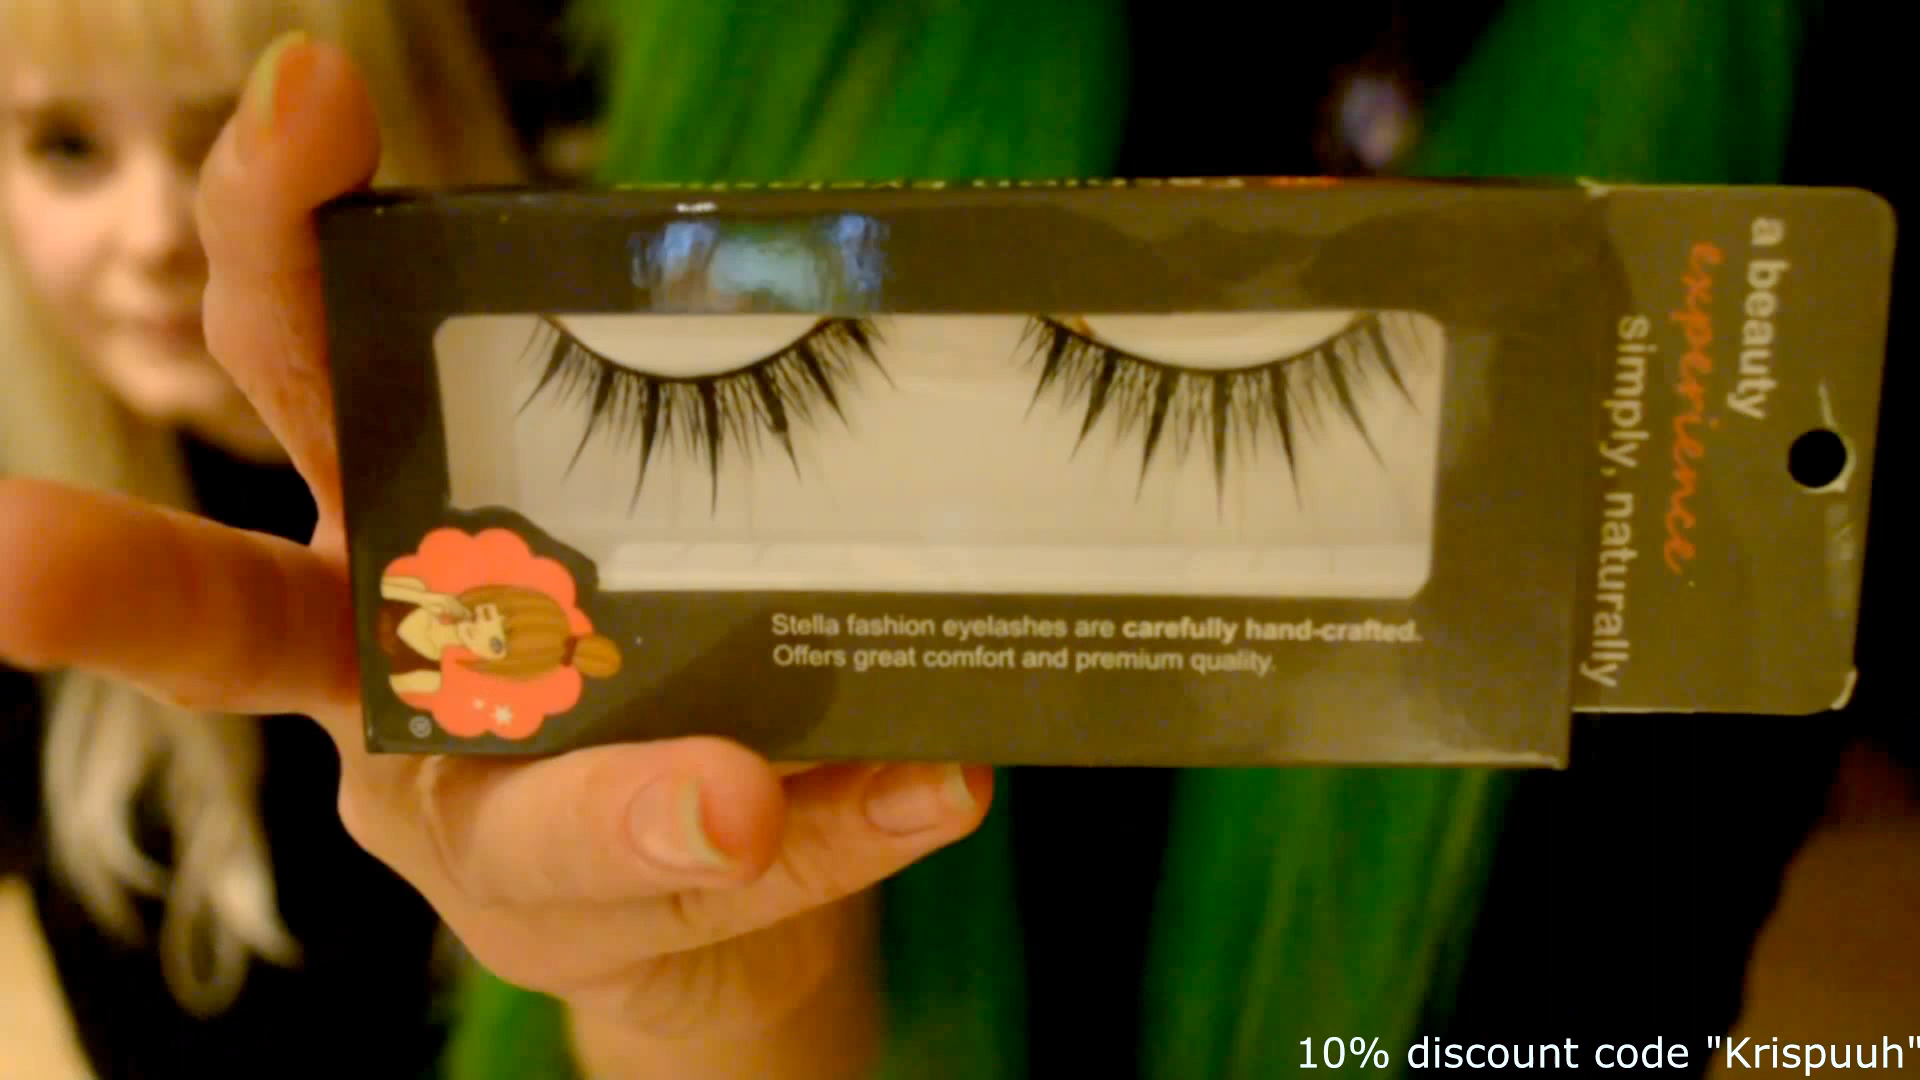 a beauty
experience
simply, naturally
Stella fashion eyelashes are carefully hand-crafted.
Offers great comfort and premium quality.
®
10% discount code "Krispuuh"